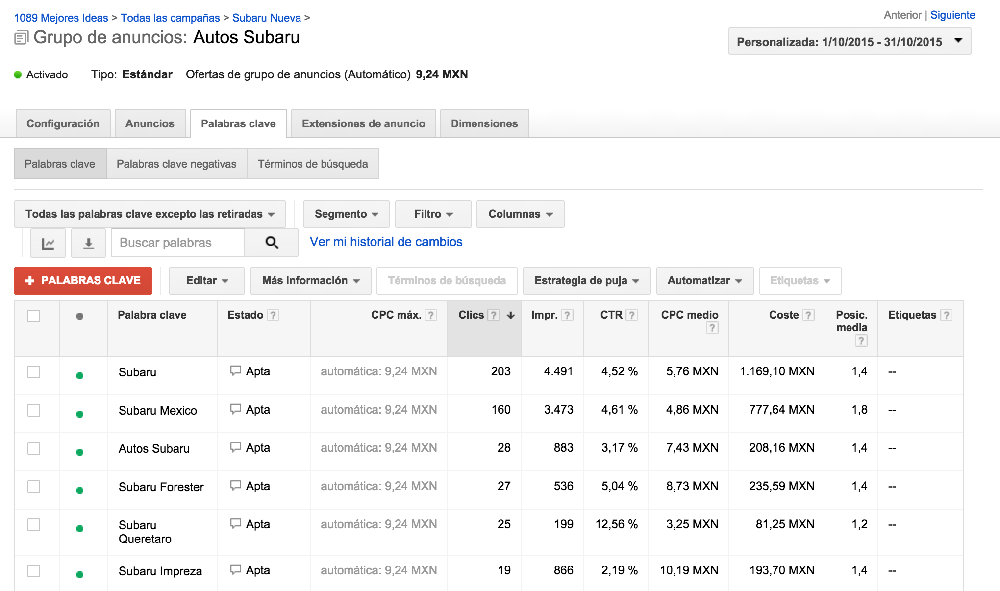 1089 Mejores Ideas > Todas las campañas > Subaru Nueva >
Anterior | Siguiente
Grupo de anuncios: Autos Subaru
Personalizada: 1/10/2015 - 31/10/2015
Activado Tipo: Estándar Ofertas de grupo de anuncios (Automático) 9,24 MXN
Configuración Anuncios Palabras clave Extensiones de anuncio Dimensiones
Palabras clave Palabras clave negativas Términos de búsqueda
Todas las palabras clave excepto las retiradas Segmento Filtro Columnas
Buscar palabras Ver mi historial de cambios
+ PALABRAS CLAVE Editar Más información Términos de búsqueda Estrategia de puja Automatizar Etiquetas
Palabra clave Estado ? CPC máx. ? Clics ? Impr. ? CTR ? CPC medio ? Coste ? Posic. media ? Etiquetas ?
Subaru Apta automática: 9,24 MXN 203 4.491 4,52 % 5,76 MXN 1.169,10 MXN 1,4 --
Subaru Mexico Apta automática: 9,24 MXN 160 3.473 4,61 % 4,86 MXN 777,64 MXN 1,8 --
Autos Subaru Apta automática: 9,24 MXN 28 883 3,17 % 7,43 MXN 208,16 MXN 1,4 --
Subaru Forester Apta automática: 9,24 MXN 27 536 5,04 % 8,73 MXN 235,59 MXN 1,4 --
Subaru Queretaro Apta automática: 9,24 MXN 25 199 12,56 % 3,25 MXN 81,25 MXN 1,2 --
Subaru Impreza Apta automática: 9,24 MXN 19 866 2,19 % 10,19 MXN 193,70 MXN 1,4 --